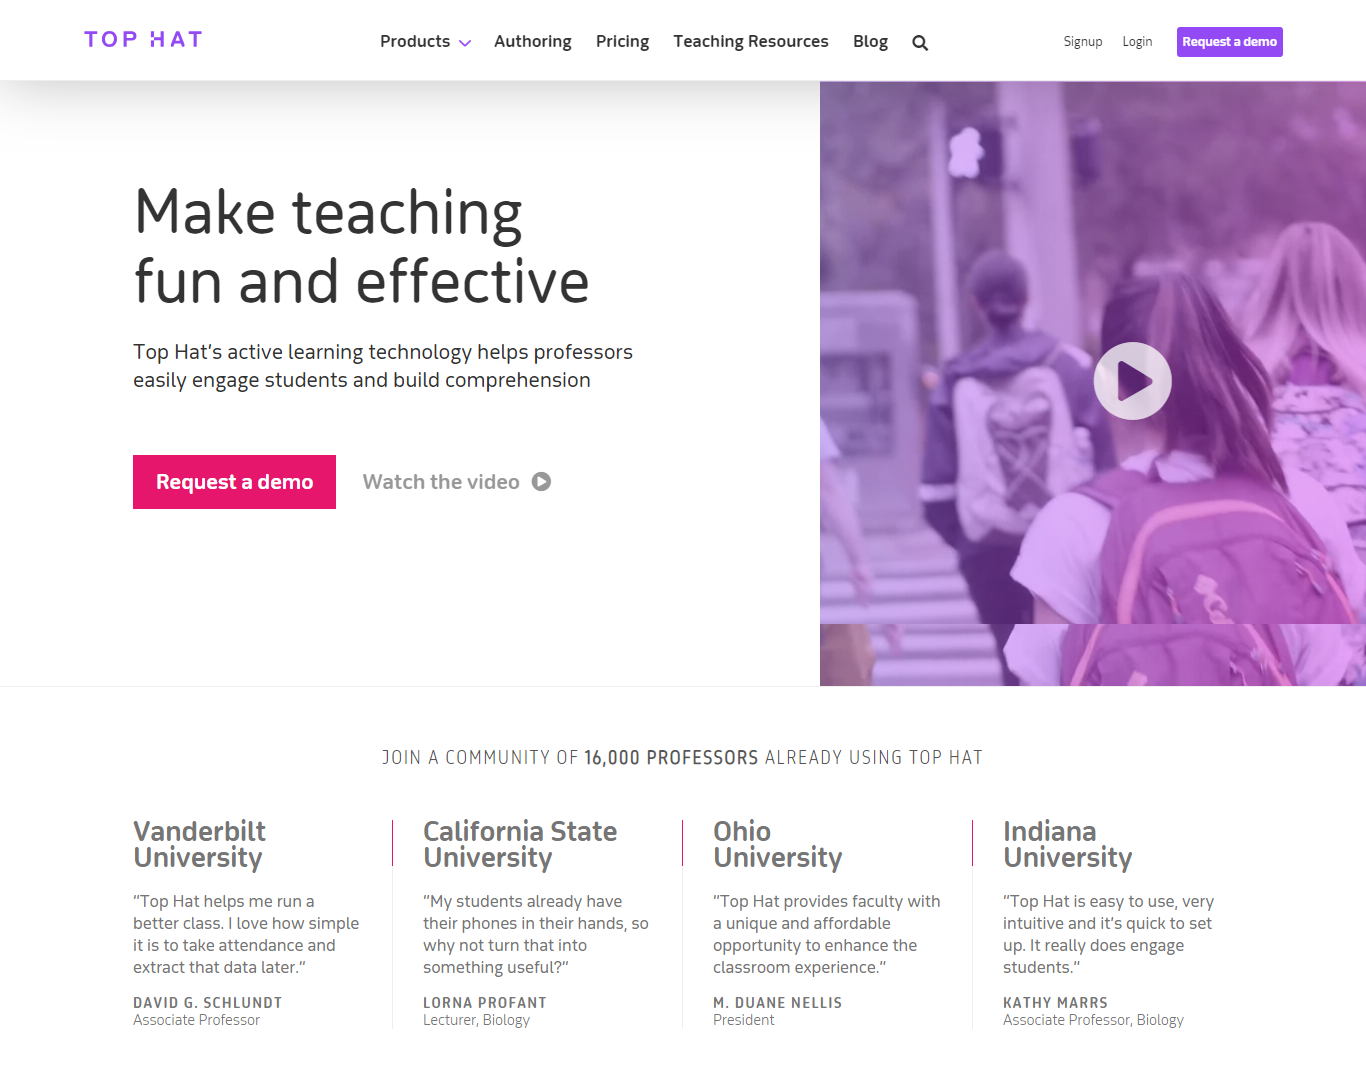 TOP HAT
Products
Authoring
Pricing
Teaching Resources
Blog
Signup
Login
Request a demo
Make teaching
fun and effective
Top Hat’s active learning technology helps professors
easily engage students and build comprehension
Request a demo
Watch the video
JOIN A COMMUNITY OF 16,000 PROFESSORS ALREADY USING TOP HAT
Vanderbilt
University
“Top Hat helps me run a
better class. I love how simple
it is to take attendance and
extract that data later.”
DAVID G. SCHLUNDT
Associate Professor
California State
University
“My students already have
their phones in their hands, so
why not turn that into
something useful?”
LORNA PROFANT
Lecturer, Biology
Ohio
University
“Top Hat provides faculty with
a unique and affordable
opportunity to enhance the
classroom experience.”
M. DUANE NELLIS
President
Indiana
University
“Top Hat is easy to use, very
intuitive and it’s quick to set
up. It really does engage
students.”
KATHY MARRS
Associate Professor, Biology